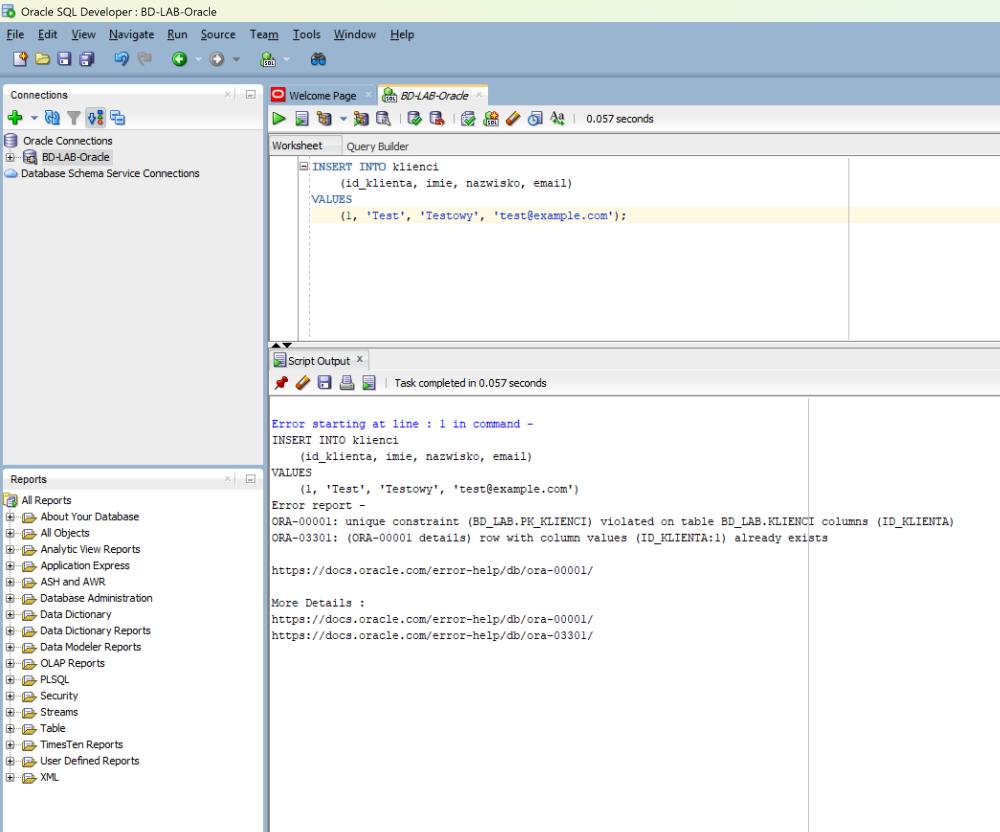 Oracle SQL Developer : BD-LAB-Oracle
File Edit View Navigate Run Source Team Tools Window Help
Connections
Oracle Connections
BD-LAB-Oracle
Database Schema Service Connections
Reports
All Reports
About Your Database
All Objects
Analytic View Reports
Application Express
ASH and AWR
Database Administration
Data Dictionary
Data Dictionary Reports
Data Modeler Reports
OLAP Reports
PLSQL
Security
Streams
Table
TimesTen Reports
User Defined Reports
XML
Welcome Page
BD-LAB-Oracle
0.057 seconds
Worksheet Query Builder
INSERT INTO klienci
(id_klienta, imie, nazwisko, email)
VALUES
(1, 'Test', 'Testowy', 'test@example.com');
Script Output
Task completed in 0.057 seconds
Error starting at line : 1 in command -
INSERT INTO klienci
(id_klienta, imie, nazwisko, email)
VALUES
(1, 'Test', 'Testowy', 'test@example.com')
Error report -
ORA-00001: unique constraint (BD_LAB.PK_KLIENCI) violated on table BD_LAB.KLIENCI columns (ID_KLIENTA)
ORA-03301: (ORA-00001 details) row with column values (ID_KLIENTA:1) already exists
https://docs.oracle.com/error-help/db/ora-00001/
More Details :
https://docs.oracle.com/error-help/db/ora-00001/
https://docs.oracle.com/error-help/db/ora-03301/